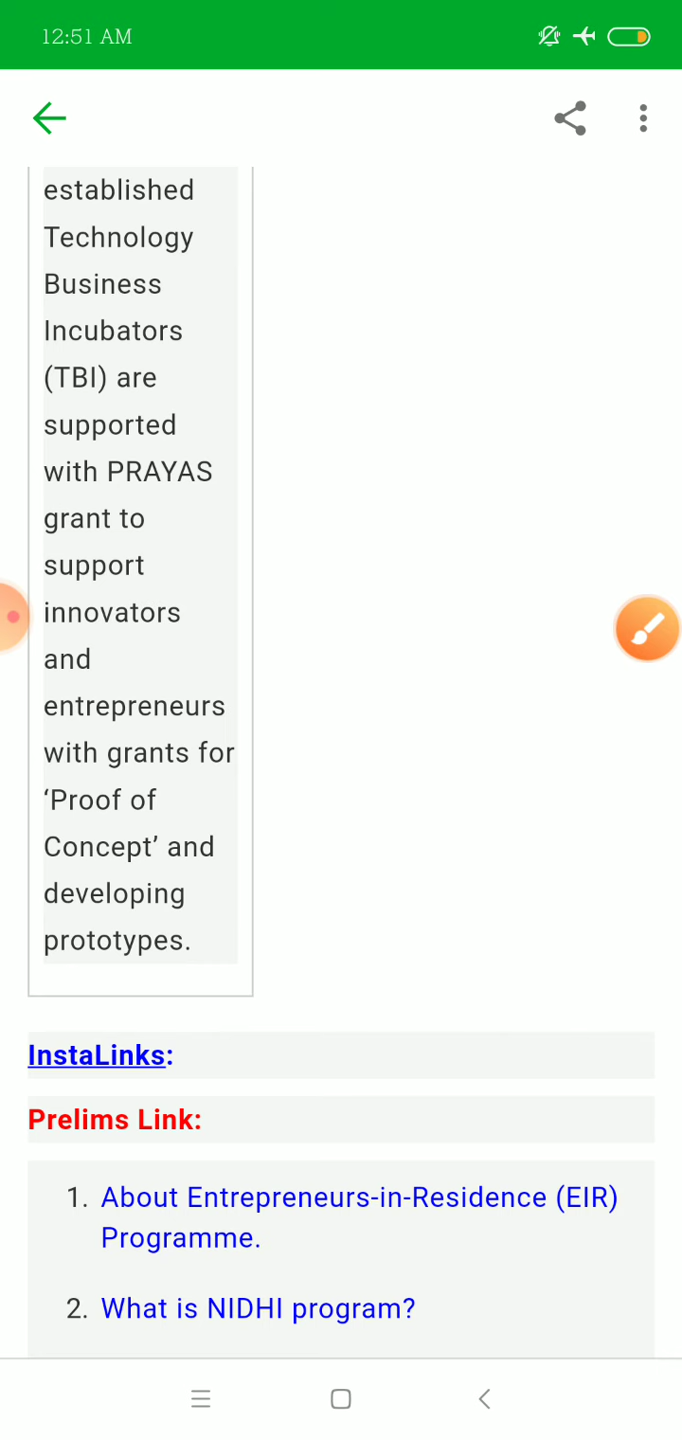 12:51 AM
established
Technology
Business
Incubators
(TBI) are
supported
with PRAYAS
grant to
support
innovators
and
entrepreneurs
with grants for
‘Proof of
Concept’ and
developing
prototypes.
InstaLinks:
Prelims Link:
1. About Entrepreneurs-in-Residence (EIR)
Programme.
2. What is NIDHI program?